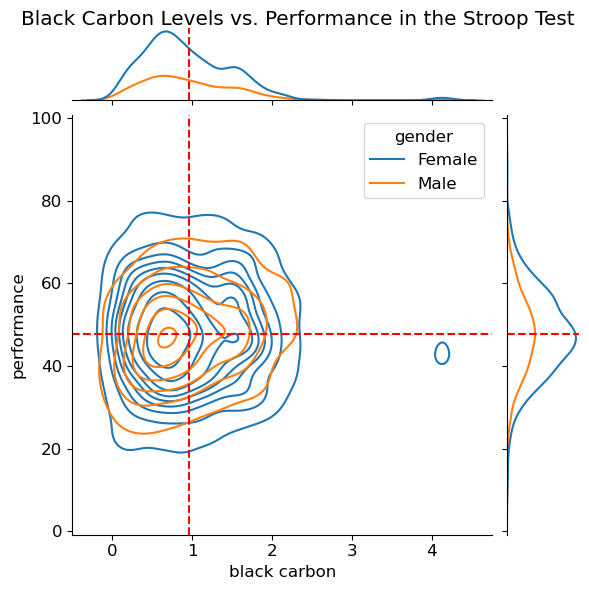 Black Carbon Levels vs. Performance in the Stroop Test
gender
Female
Male
performance
100
80
60
40
20
0
0 1 2 3 4
black carbon